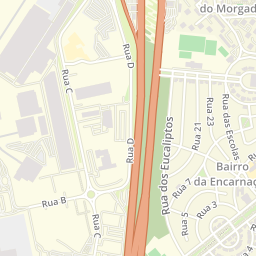 do Morgad
Rua D
Rua C
Rua dos Eucaliptos
Rua 23
Rua das Escolas
Rua 21
Rua D
Bairro
da Encarnaç
Rua 7
Rua B
Rua C
Rua 3
Rua 5